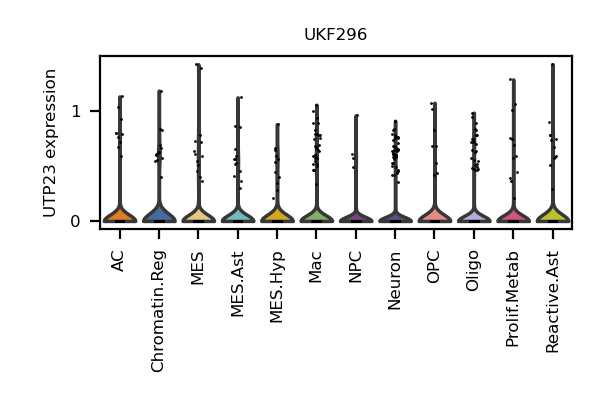 UKF296
UTP23 expression
1
0
AC
Chromatin.Reg
MES
MES.Ast
MES.Hyp
Mac
NPC
Neuron
OPC
Oligo
Prolif.Metab
Reactive.Ast